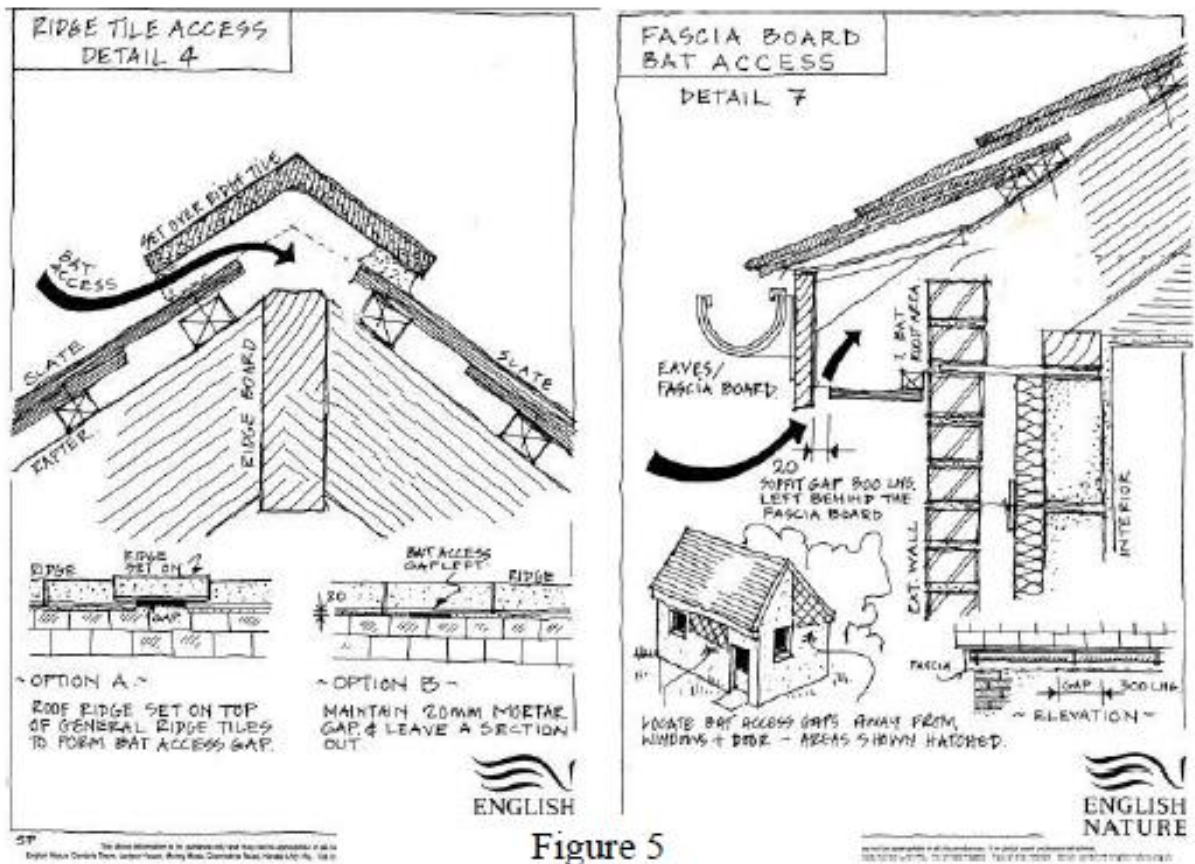 RIDGE TILE ACCESS
DETAIL 4
SET OVER RIDGE TILE
BAT
ACCESS
SLATE
RAFTER
RIDGE BOARD
SLATE
RIDGE
RIDGE
SET ON
GAP
BAT ACCESS
GAP LEFT
RIDGE
20
~ OPTION A ~
ROOF RIDGE SET ON TOP
OF GENERAL RIDGE TILES
TO FORM BAT ACCESS GAP.
~ OPTION B ~
MAINTAIN 20MM MORTAR
GAP & LEAVE A SECTION
OUT.
ENGLISH
SP
FASCIA BOARD
BAT ACCESS
DETAIL 7
EAVES/
FASCIA BOARD
BAT
ROOST AREA
20
SOFFIT GAP 300 LNG
LEFT BEHIND THE
FASCIA BOARD
EXT. WALL
INTERIOR
FASCIA
GAP
300 LNG
~ ELEVATION ~
LOCATE BAT ACCESS GAPS AWAY FROM
WINDOWS + DOOR - AREAS SHOWN HATCHED.
ENGLISH
NATURE
Figure 5